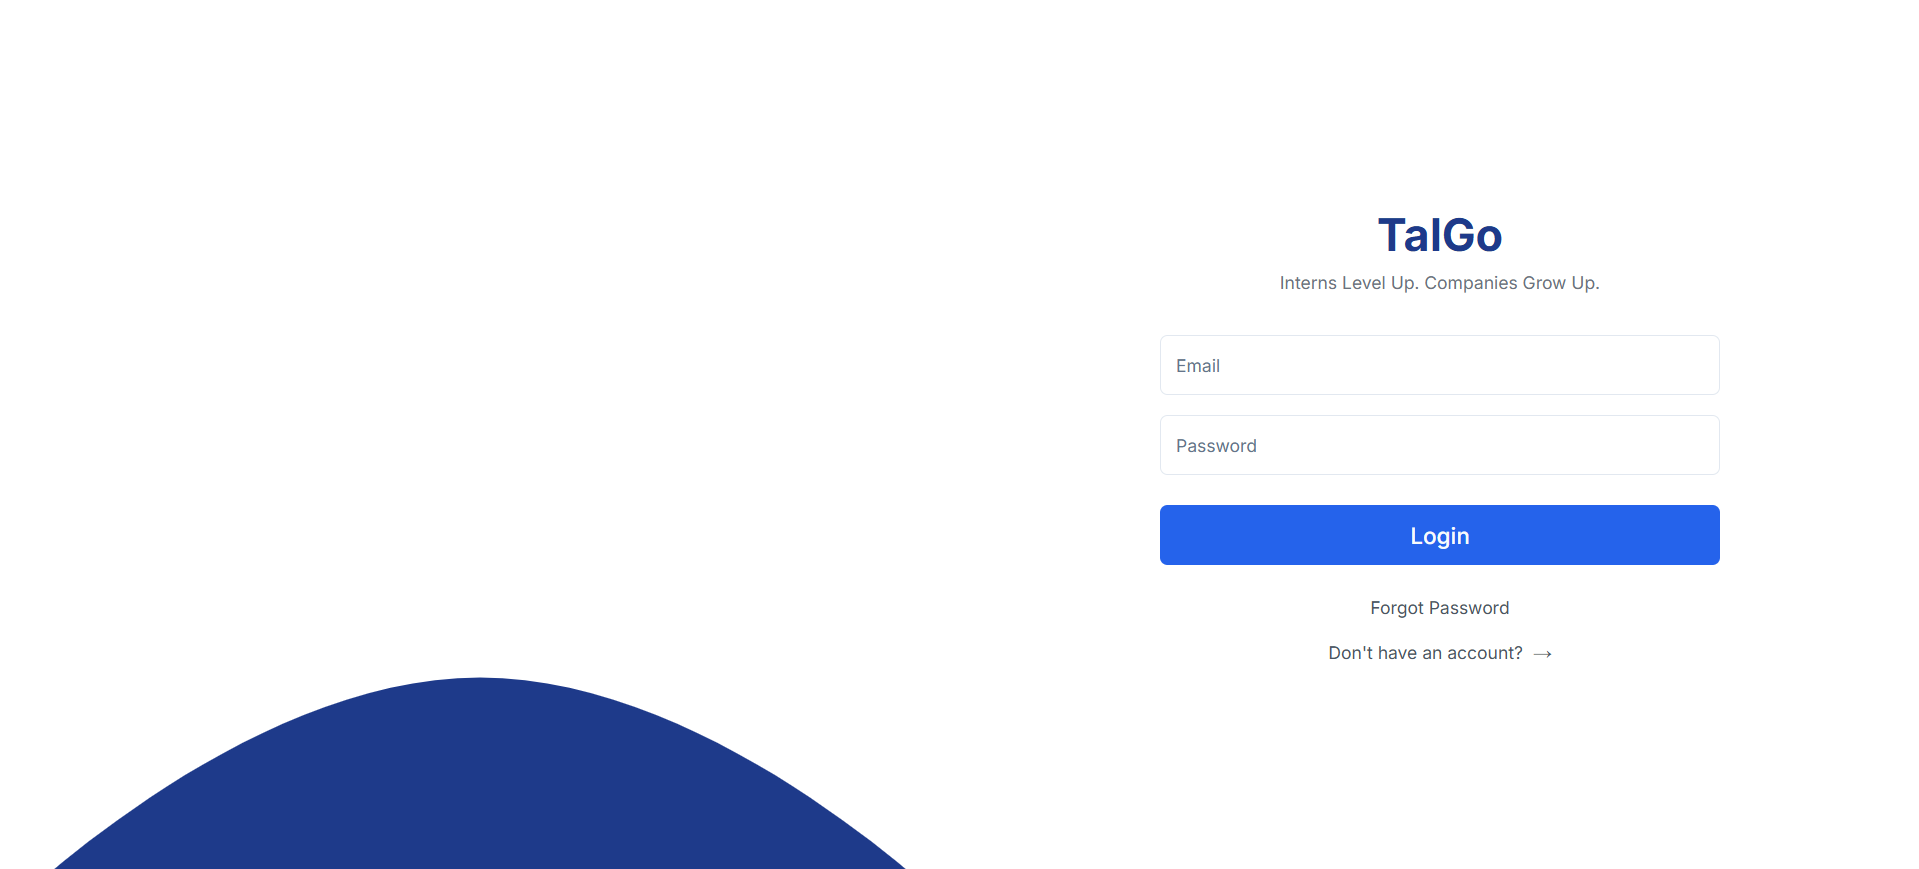 TalGo
Interns Level Up. Companies Grow Up.
Email
Password
Login
Forgot Password
Don't have an account? →